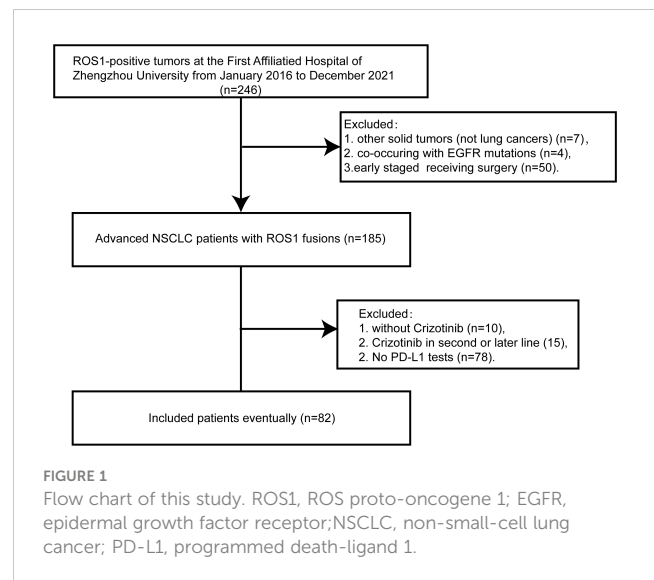 ROS1-positive tumors at the First Affiliatied Hospital of
Zhengzhou University from January 2016 to December 2021
(n=246)
Excluded:
1. other solid tumors (not lung cancers) (n=7),
2. co-occuring with EGFR mutations (n=4),
3.early staged receiving surgery (n=50).
Advanced NSCLC patients with ROS1 fusions (n=185)
Excluded:
1. without Crizotinib (n=10),
2. Crizotinib in second or later line (15),
2. No PD-L1 tests (n=78).
Included patients eventually (n=82)
FIGURE 1
Flow chart of this study. ROS1, ROS proto-oncogene 1; EGFR,
epidermal growth factor receptor;NSCLC, non-small-cell lung
cancer; PD-L1, programmed death-ligand 1.